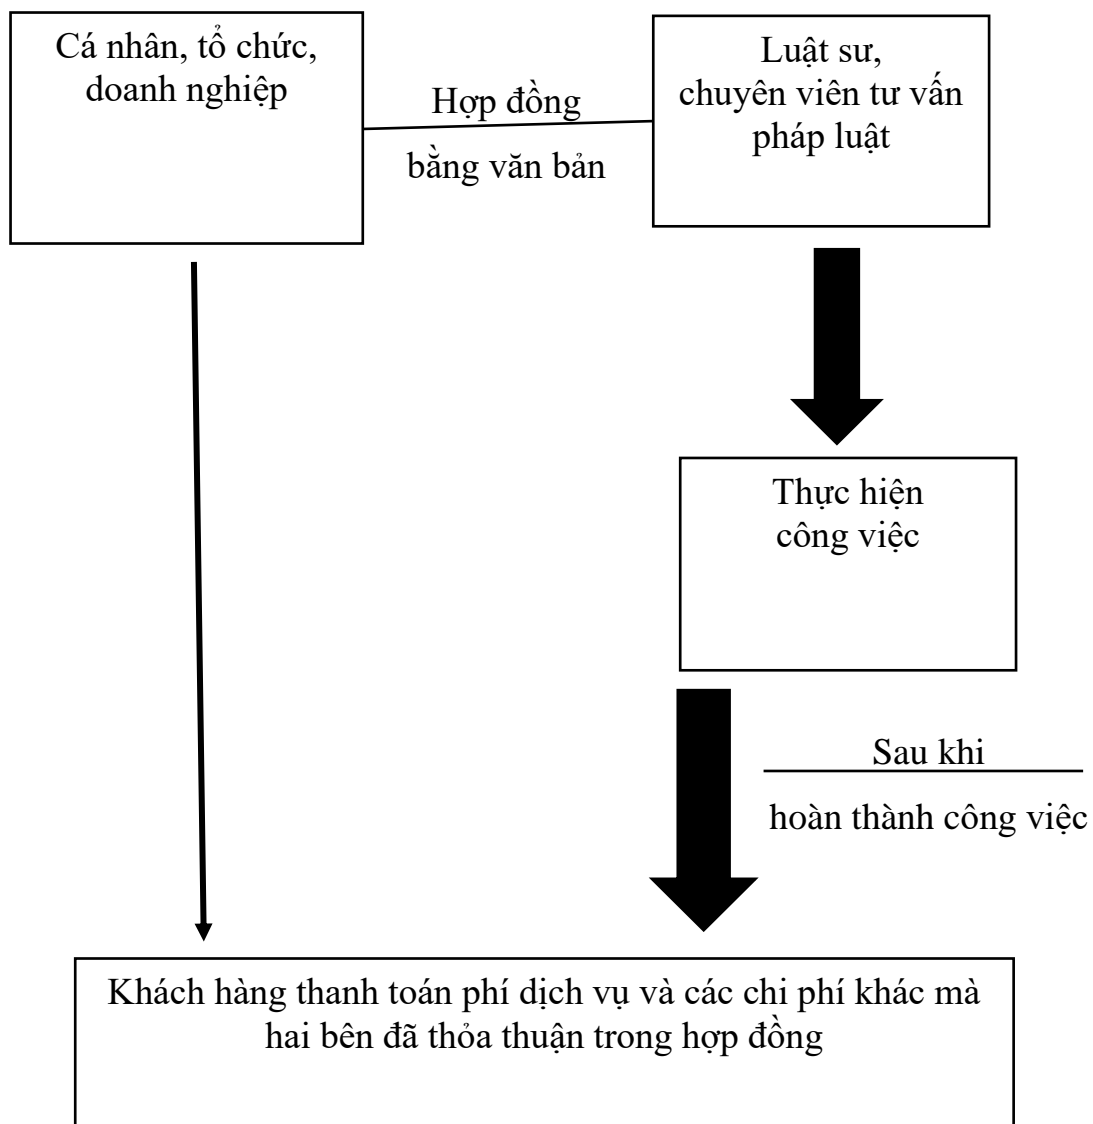 Cá nhân, tổ chức,
doanh nghiệp
Hợp đồng
bằng văn bản
Luật sư,
chuyên viên tư vấn
pháp luật
Thực hiện
công việc
Sau khi
hoàn thành công việc
Khách hàng thanh toán phí dịch vụ và các chi phí khác mà
hai bên đã thỏa thuận trong hợp đồng